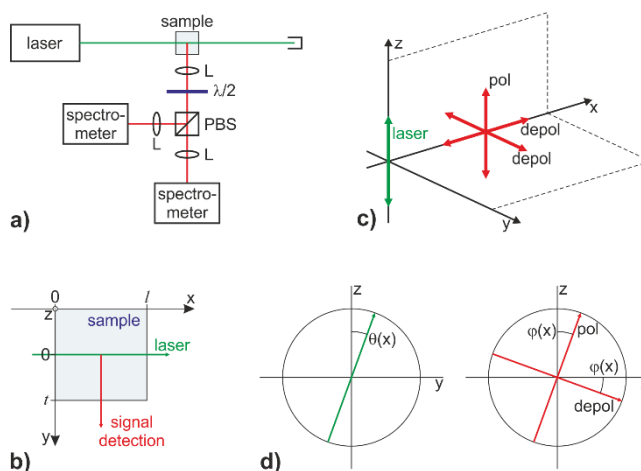 sample
laser
L
λ/2
spectro-
meter
PBS
L
L
spectro-
meter
a)
z
pol
x
laser
depol
depol
y
c)
0
l
x
z
sample
0
laser
t
signal
detection
y
b)
z
θ(x)
y
z
φ(x)
pol
φ(x)
depol
d)